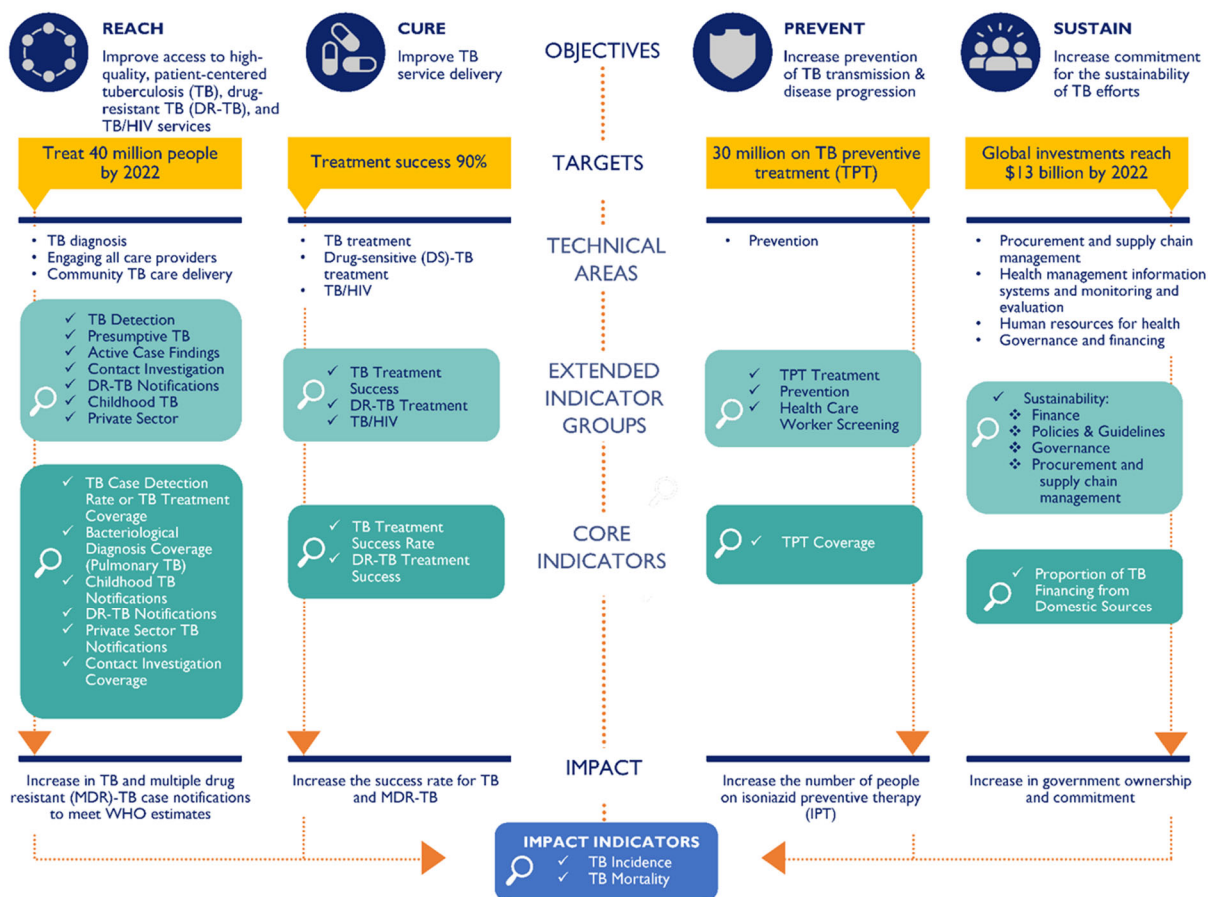 REACH
Improve access to high-
quality, patient-centered
tuberculosis (TB), drug-
resistant TB (DR-TB), and
TB/HIV services
CURE
Improve TB
service delivery
OBJECTIVES
PREVENT
Increase prevention
of TB transmission &
disease progression
SUSTAIN
Increase commitment
for the sustainability
of TB efforts
Treat 40 million people
by 2022
Treatment success 90%
TARGETS
30 million on TB preventive
treatment (TPT)
Global investments reach
$13 billion by 2022
• TB diagnosis
• Engaging all care providers
• Community TB care delivery
• TB treatment
• Drug-sensitive (DS)-TB
treatment
• TB/HIV
TECHNICAL
AREAS
• Prevention
• Procurement and supply chain
management
• Health management information
systems and monitoring and
evaluation
• Human resources for health
• Governance and financing
✓ TB Detection
✓ Presumptive TB
✓ Active Case Findings
✓ Contact Investigation
✓ DR-TB Notifications
✓ Childhood TB
✓ Private Sector
✓ TB Treatment
Success
✓ DR-TB Treatment
✓ TB/HIV
EXTENDED
INDICATOR
GROUPS
✓ TPT Treatment
✓ Prevention
✓ Health Care
Worker Screening
✓ Sustainability:
❖ Finance
❖ Policies & Guidelines
❖ Governance
❖ Procurement and
supply chain
management
✓ TB Case Detection
Rate or TB Treatment
Coverage
✓ Bacteriological
Diagnosis Coverage
(Pulmonary TB)
✓ Childhood TB
Notifications
✓ DR-TB Notifications
✓ Private Sector TB
Notifications
✓ Contact Investigation
Coverage
✓ TB Treatment
Success Rate
✓ DR-TB Treatment
Success
CORE
INDICATORS
✓ TPT Coverage
✓ Proportion of TB
Financing from
Domestic Sources
Increase in TB and multiple drug
resistant (MDR)-TB case notifications
to meet WHO estimates
Increase the success rate for TB
and MDR-TB
IMPACT
Increase the number of people
on isoniazid preventive therapy
(IPT)
Increase in government ownership
and commitment
IMPACT INDICATORS
✓ TB Incidence
✓ TB Mortality